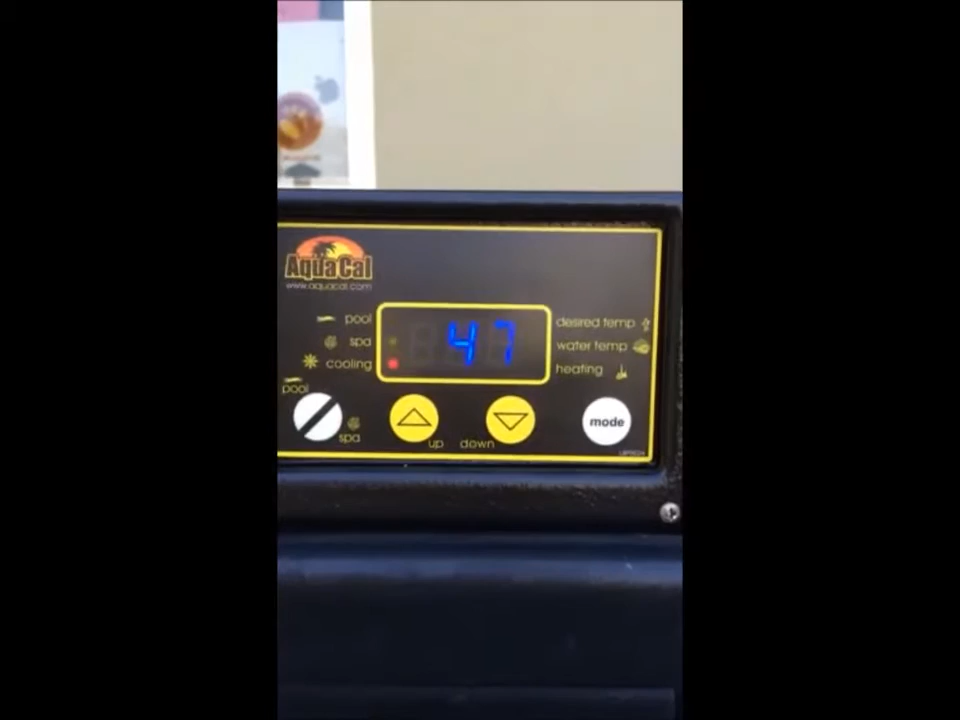 AquaCal
www.aquacal.com
pool
spa
cooling
47
desired temp
water temp
heating
pool
spa
up
down
mode